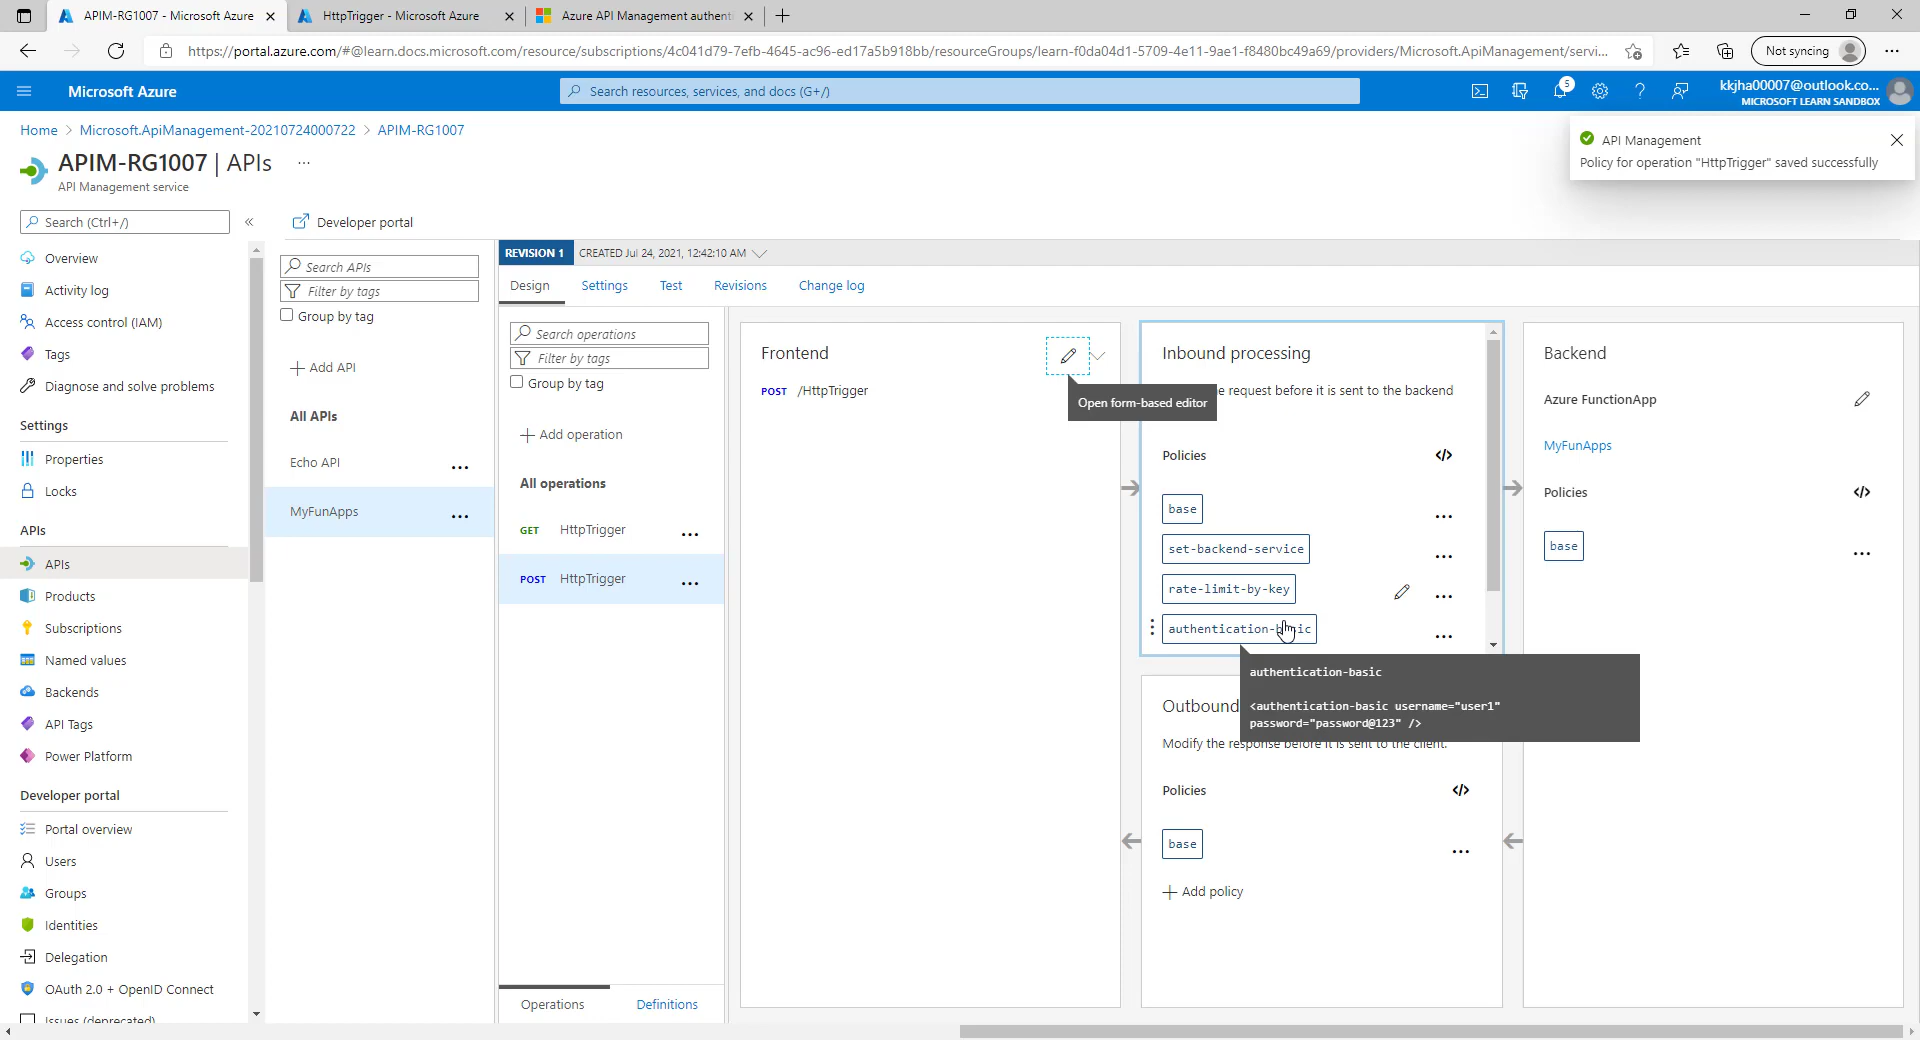 APIM-RG1007 - Microsoft Azure
HttpTrigger - Microsoft Azure
Azure API Management authenti
https://portal.azure.com/#@learn.docs.microsoft.com/resource/subscriptions/4c041d79-7efb-4645-ac96-ed17a5b918bb/resourceGroups/learn-f0da04d1-5709-4e11-9ae1-f8480bc49a69/providers/Microsoft.ApiManagement/servi...
Not syncing
Microsoft Azure
Search resources, services, and docs (G+/)
5
kkjha00007@outlook.co...
MICROSOFT LEARN SANDBOX
Home > Microsoft.ApiManagement-20210724000722 > APIM-RG1007
API Management
Policy for operation "HttpTrigger" saved successfully
APIM-RG1007 | APIs ...
API Management service
Search (Ctrl+/)
«
Developer portal
Overview
Activity log
Access control (IAM)
Tags
Diagnose and solve problems
Settings
Properties
Locks
APIs
APIs
Products
Subscriptions
Named values
Backends
API Tags
Power Platform
Developer portal
Portal overview
Users
Groups
Identities
Delegation
OAuth 2.0 + OpenID Connect
Issues (deprecated)
Search APIs
Filter by tags
Group by tag
Add API
All APIs
Echo API
MyFunApps
REVISION 1
CREATED Jul 24, 2021, 12:42:10 AM
Design
Settings
Test
Revisions
Change log
Search operations
Filter by tags
Group by tag
Add operation
All operations
GET HttpTrigger
POST HttpTrigger
Operations
Definitions
Frontend
POST /HttpTrigger
Open form-based editor
Inbound processing
e request before it is sent to the backend
Policies
</>
base
set-backend-service
rate-limit-by-key
authentication-basic
authentication-basic
<authentication-basic username="user1"
password="password@123" />
Outbound
Modify the response before it is sent to the client.
Policies
</>
base
Add policy
Backend
Azure FunctionApp
MyFunApps
Policies
</>
base